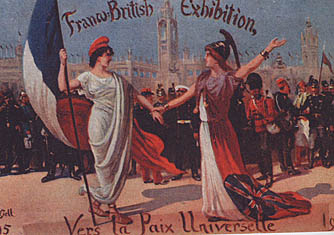 Franco-British Exhibition,
Vers la Paix Universelle